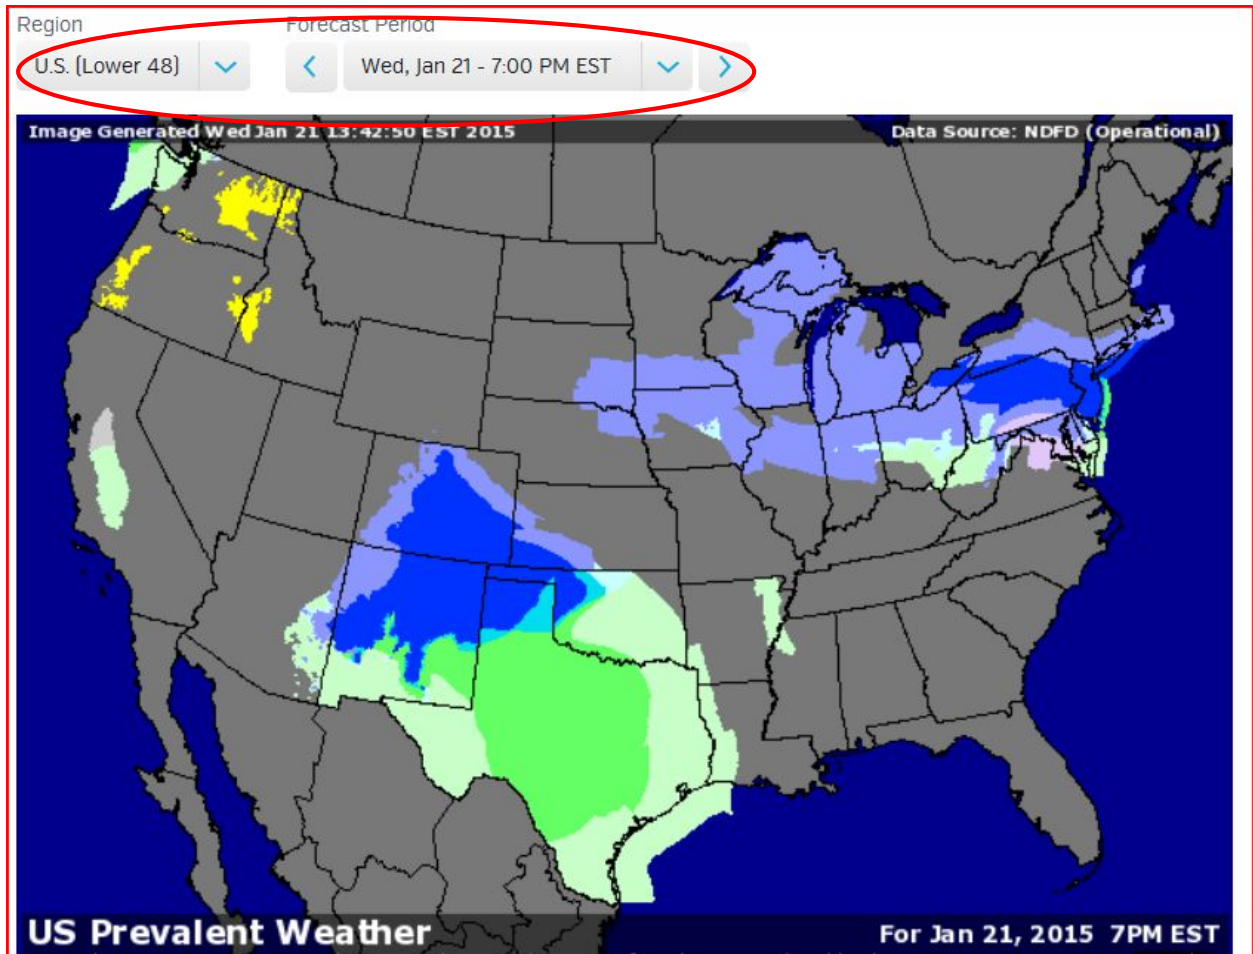 Region
Forecast Period
U.S. (Lower 48)
Wed, Jan 21 - 7:00 PM EST
Image Generated Wed Jan 21 13:42:50 EST 2015
Data Source: NDFD (Operational)
US Prevalent Weather
For Jan 21, 2015 7PM EST